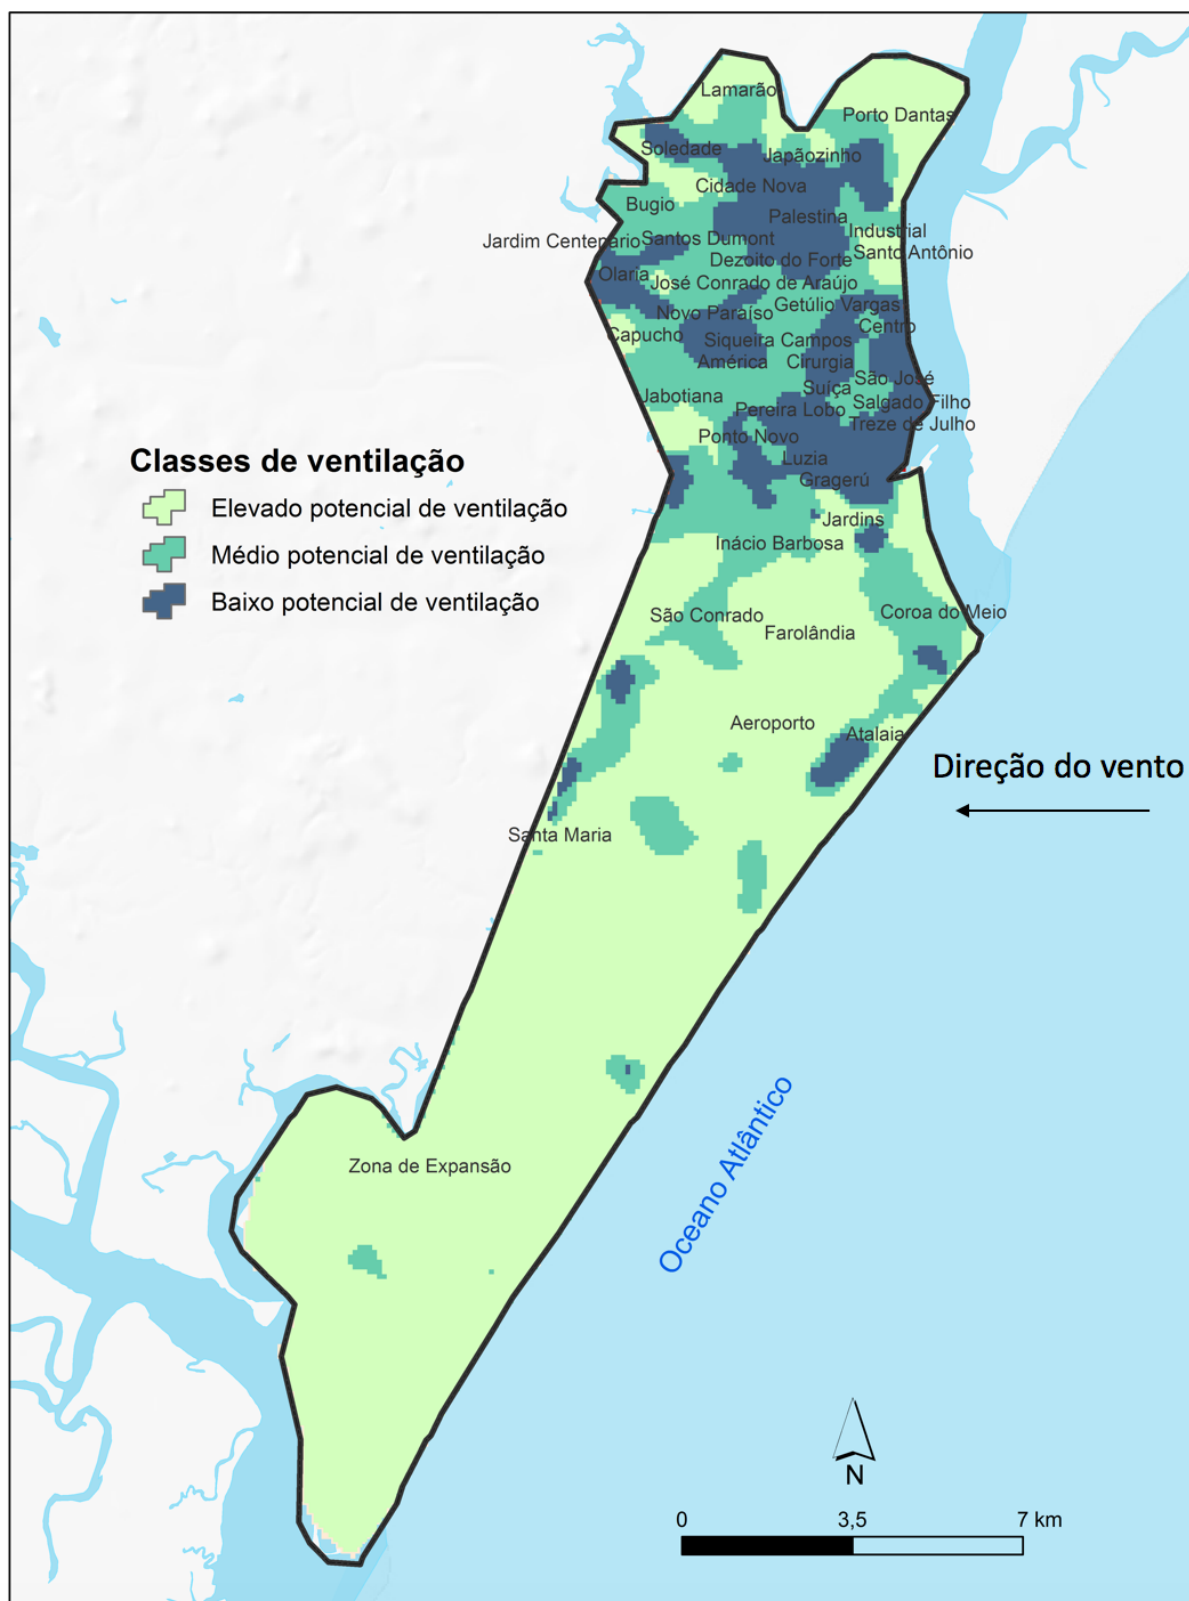 Lamarão
Porto Dantas
Soledade
Japãozinho
Cidade Nova
Bugio
Palestina
Industrial
Jardim Centenário
Santos Dumont
Santo Antônio
Dezoito do Forte
Olaria
José Conrado de Araújo
Getúlio Vargas
Novo Paraíso
Centro
Capucho
Siqueira Campos
América
Cirurgia
São José
Suíça
Jabotiana
Salgado Filho
Pereira Lobo
Treze de Julho
Ponto Novo
Luzia
Gragerú
Jardins
Inácio Barbosa
Classes de ventilação
Elevado potencial de ventilação
Médio potencial de ventilação
Baixo potencial de ventilação
São Conrado
Coroa do Meio
Farolândia
Aeroporto
Atalaia
Direção do vento
Santa Maria
Oceano Atlântico
Zona de Expansão
N
0 3,5 7 km